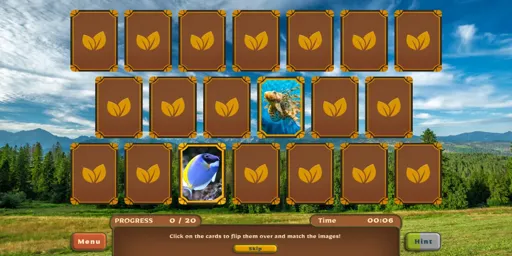 PROGRESS 0 / 20 Time 00:06
Menu
Click on the cards to flip them over and match the images!
Hint
Skip